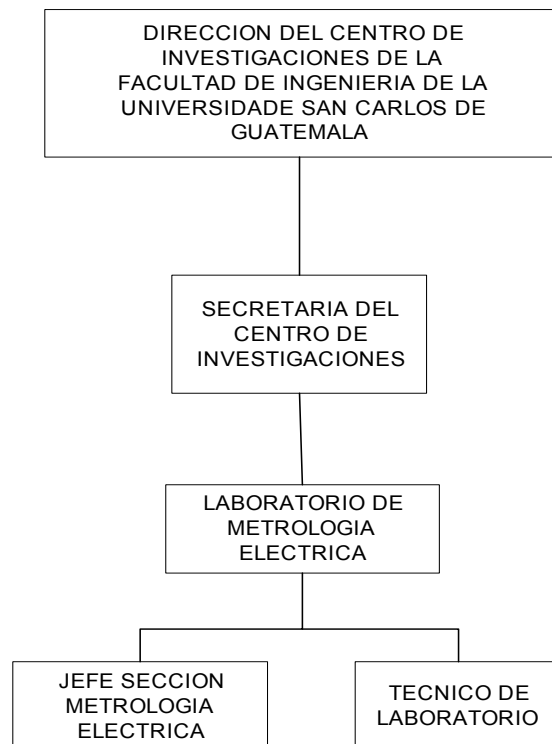 DIRECCION DEL CENTRO DE
INVESTIGACIONES DE LA
FACULTAD DE INGENIERIA DE LA
UNIVERSIDADE SAN CARLOS DE
GUATEMALA
SECRETARIA DEL
CENTRO DE
INVESTIGACIONES
LABORATORIO DE
METROLOGIA
ELECTRICA
JEFE SECCION
METROLOGIA
ELECTRICA
TECNICO DE
LABORATORIO